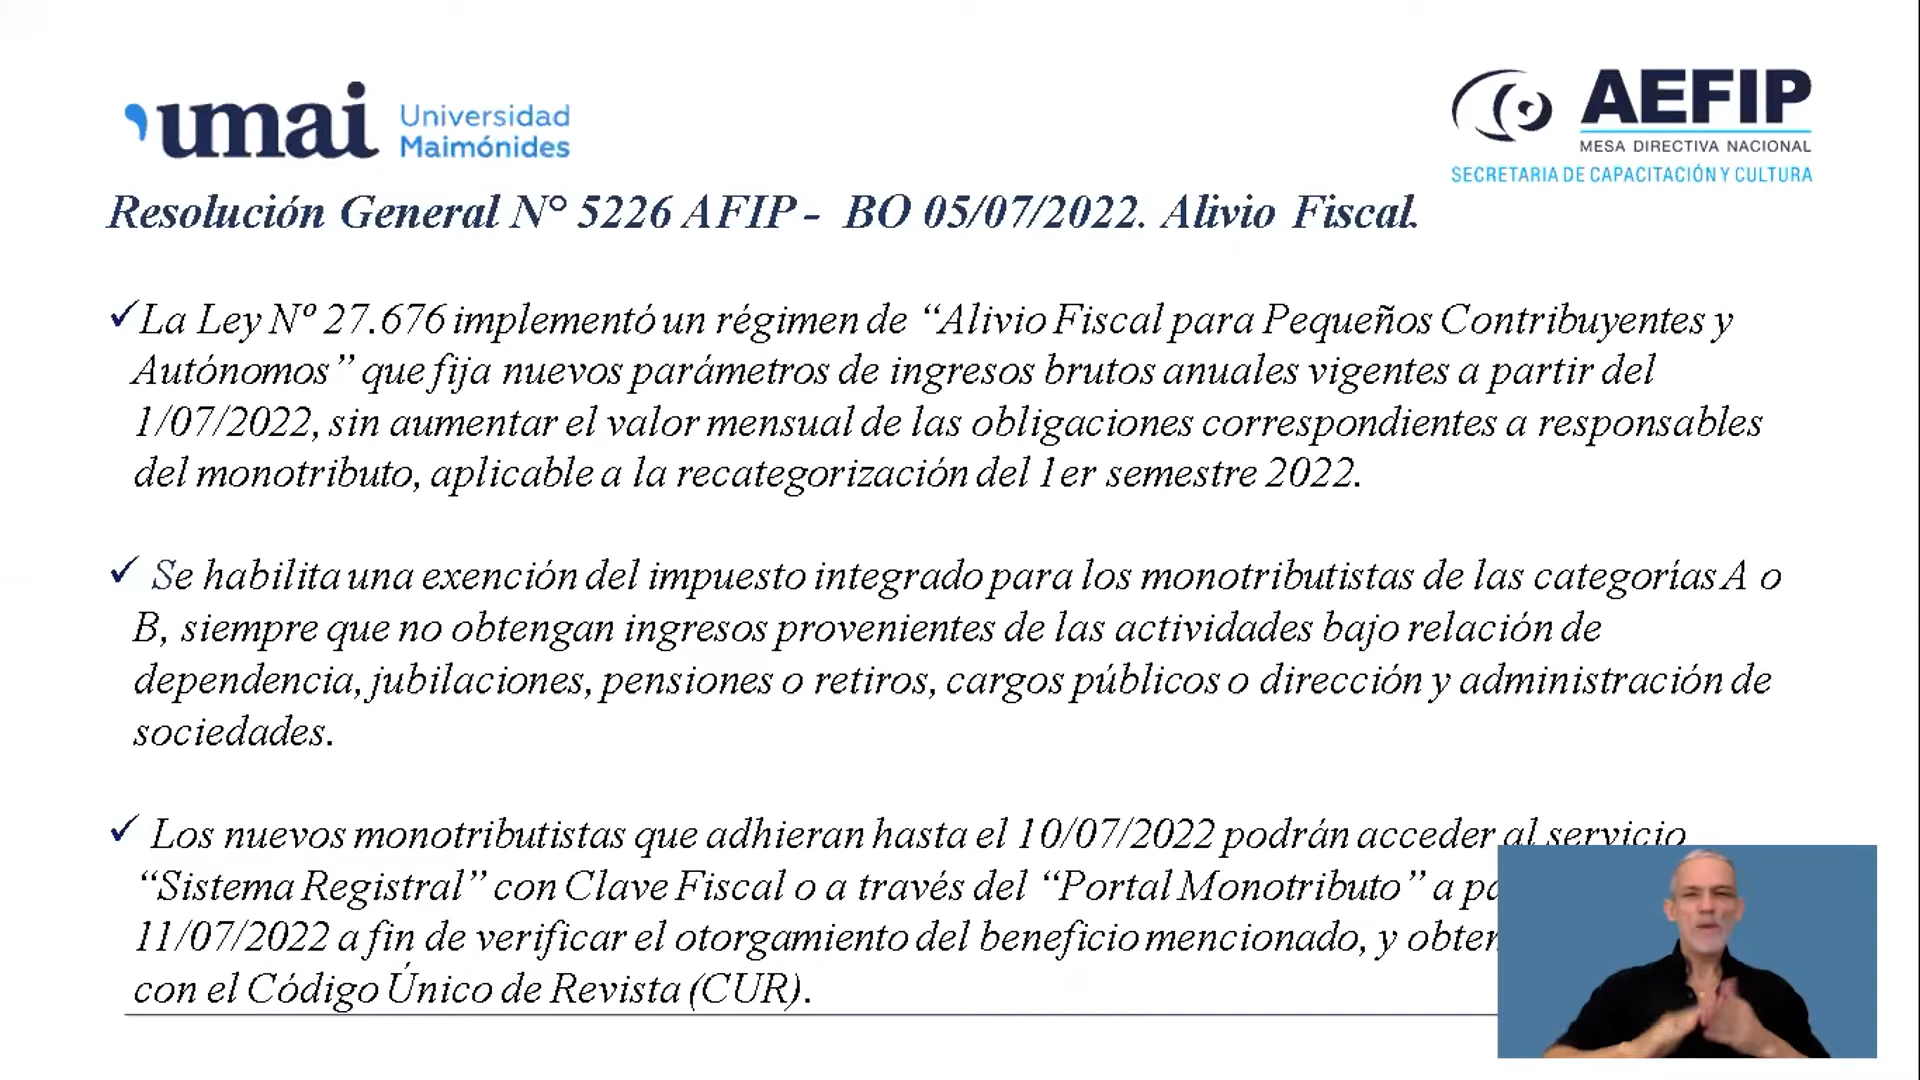 umai Universidad
Maimónides
AEFIP
MESA DIRECTIVA NACIONAL
SECRETARIA DE CAPACITACIÓN Y CULTURA
Resolución General N° 5226 AFIP - BO 05/07/2022. Alivio Fiscal.
✓La Ley Nº 27.676 implementó un régimen de “Alivio Fiscal para Pequeños Contribuyentes y
Autónomos” que fija nuevos parámetros de ingresos brutos anuales vigentes a partir del
1/07/2022, sin aumentar el valor mensual de las obligaciones correspondientes a responsables
del monotributo, aplicable a la recategorización del 1er semestre 2022.
✓ Se habilita una exención del impuesto integrado para los monotributistas de las categorías A o
B, siempre que no obtengan ingresos provenientes de las actividades bajo relación de
dependencia, jubilaciones, pensiones o retiros, cargos públicos o dirección y administración de
sociedades.
✓ Los nuevos monotributistas que adhieran hasta el 10/07/2022 podrán acceder al servicio
“Sistema Registral” con Clave Fiscal o a través del “Portal Monotributo” a
11/07/2022 a fin de verificar el otorgamiento del beneficio mencionado, y
con el Código Único de Revista (CUR).